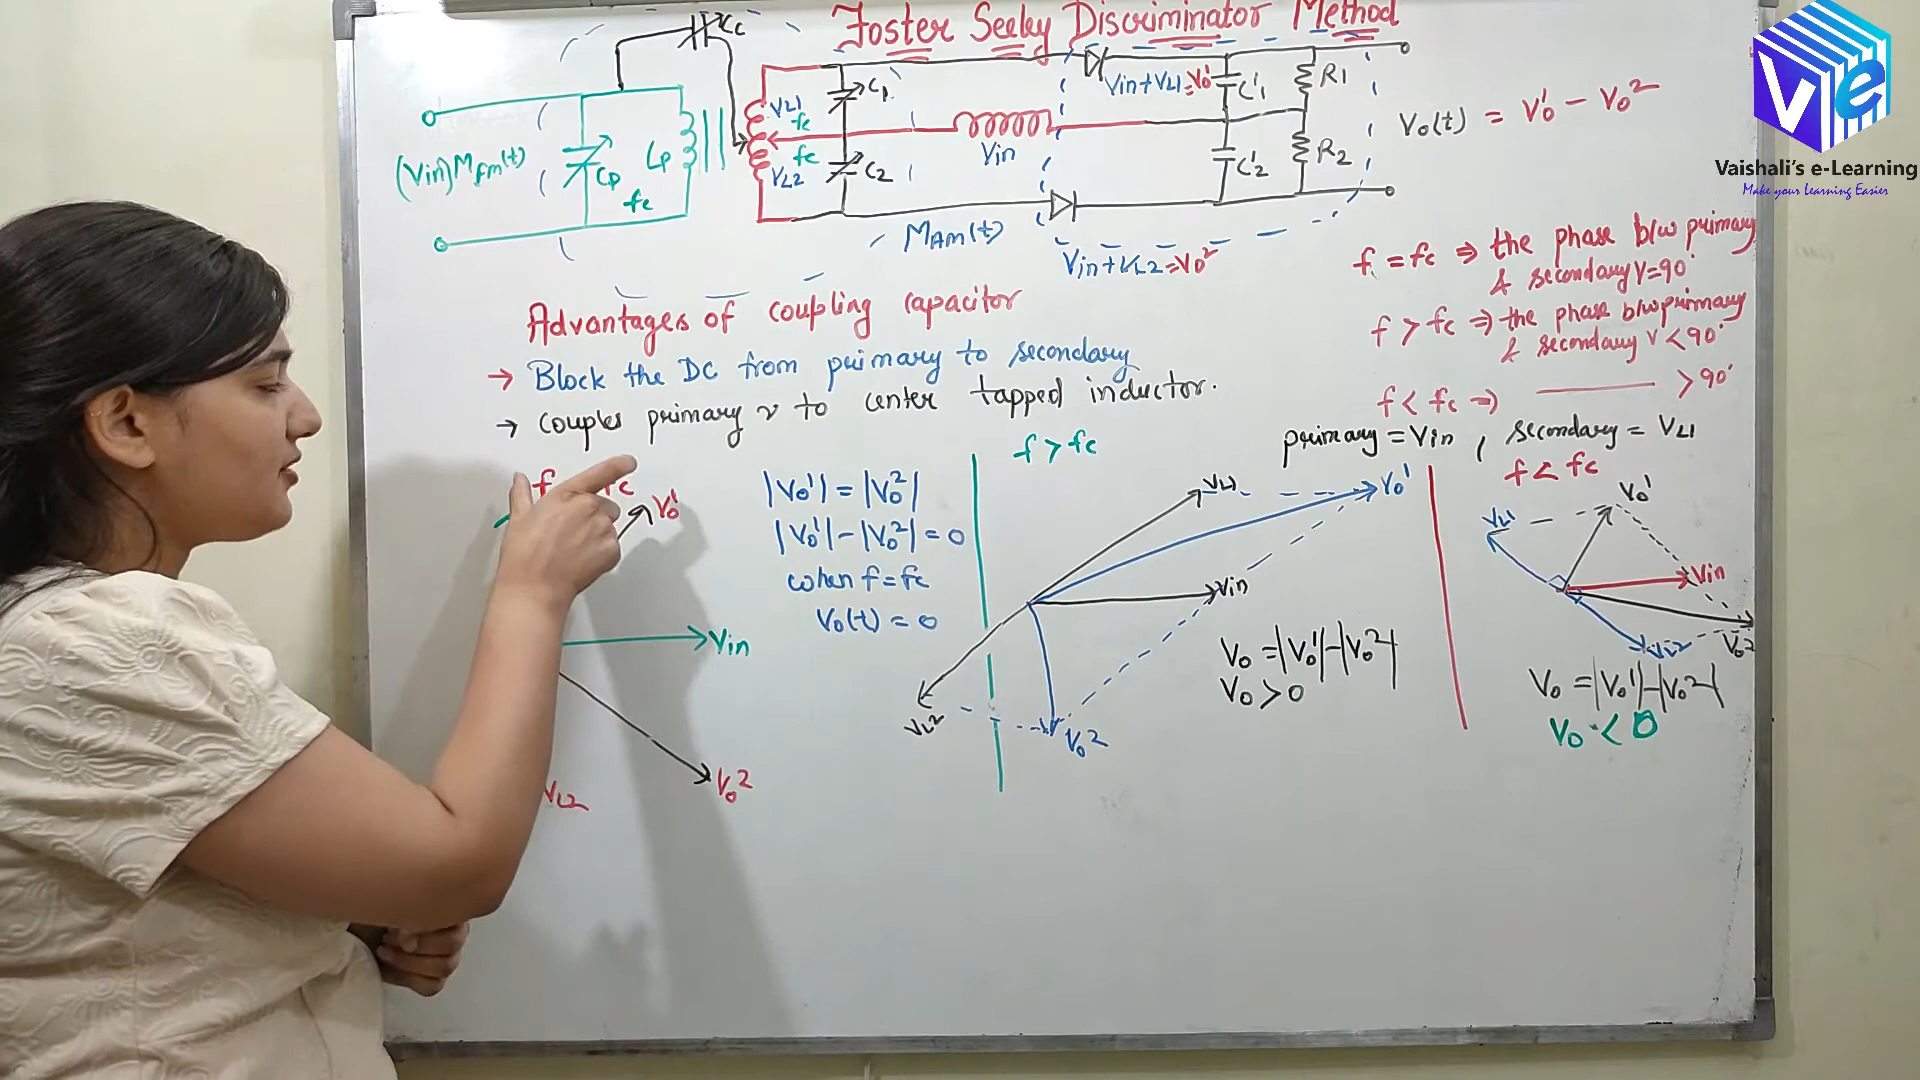 Foster Seeley Discriminator Method
Cc
(Vin) MFm(t)
Cp
fc
Lp
VL1
fc
fc
VL2
C1
C2
Vin
MAM(t)
Vin+VL1=Vo1
Vin+VL2=Vo2
C'1
C'2
R1
R2
Vo(t) = Vo1 - Vo2
Ve
Vaishali's e-Learning
Make your Learning Easier
f = fc ⇒ the phase b/w primary
& secondary V=90°
f > fc ⇒ the phase b/w primary
& secondary V <90°
f < fc ⇒ ——— >90°
primary = Vin , secondary = VL1
Advantages of coupling capacitor
→ Block the DC from primary to secondary
→ Couples primary v to center tapped inductor.
f
fc
Vo1
Vin
Vo2
VL2
|Vo1| = |Vo2|
|Vo1| - |Vo2| = 0
when f = fc
Vo(t) = 0
f > fc
VL1
Vo1
Vin
VL2
Vo2
Vo = |Vo1| - |Vo2|
Vo > 0
f < fc
VL1
Vo1
Vin
VL2
Vo2
Vo = |Vo1| - |Vo2|
Vo < 0